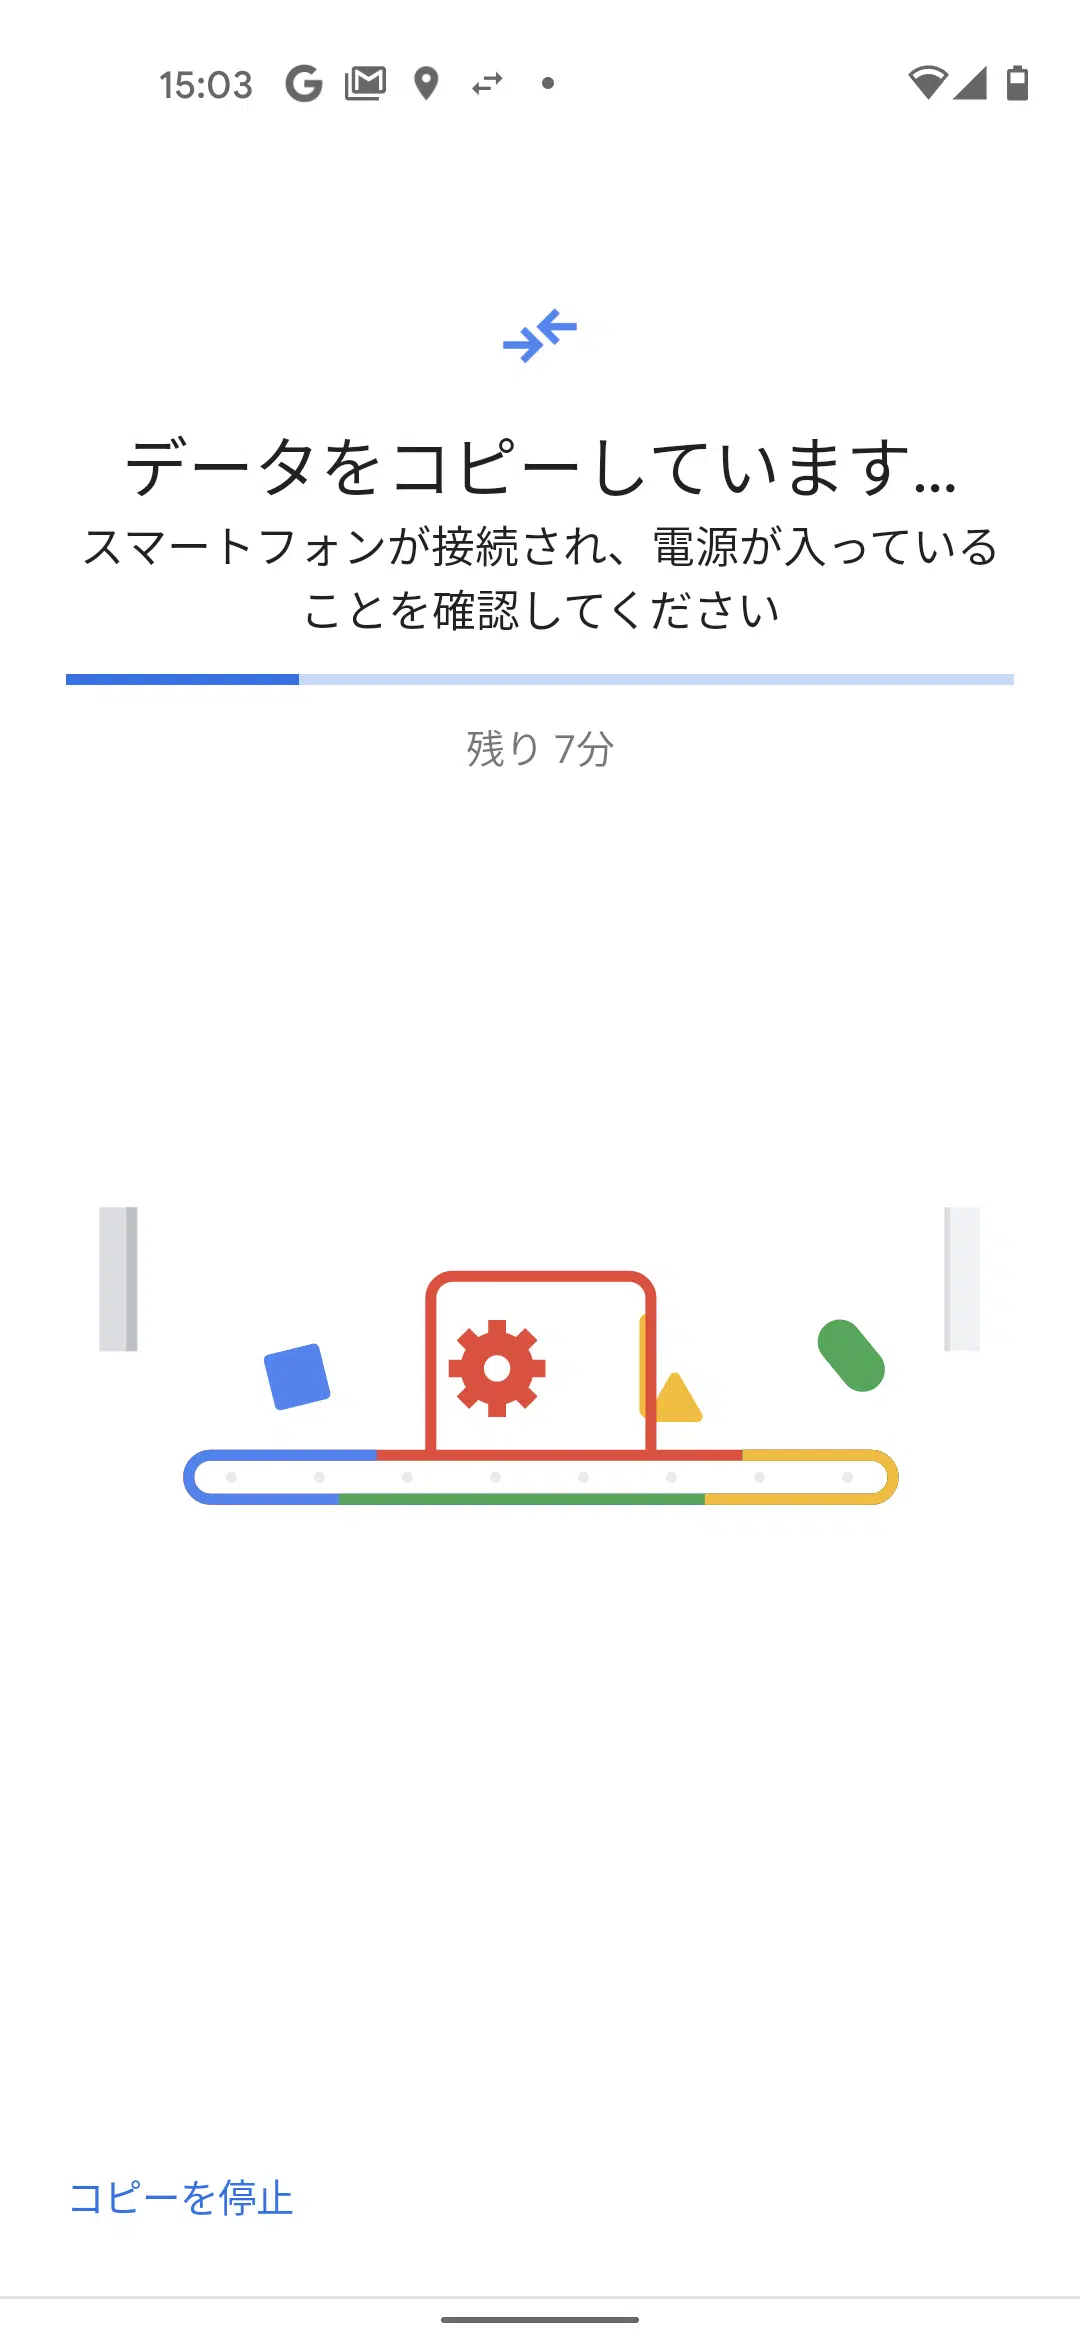 15:03
データをコピーしています...
スマートフォンが接続され、電源が入っている
ことを確認してください
残り 7分
コピーを停止